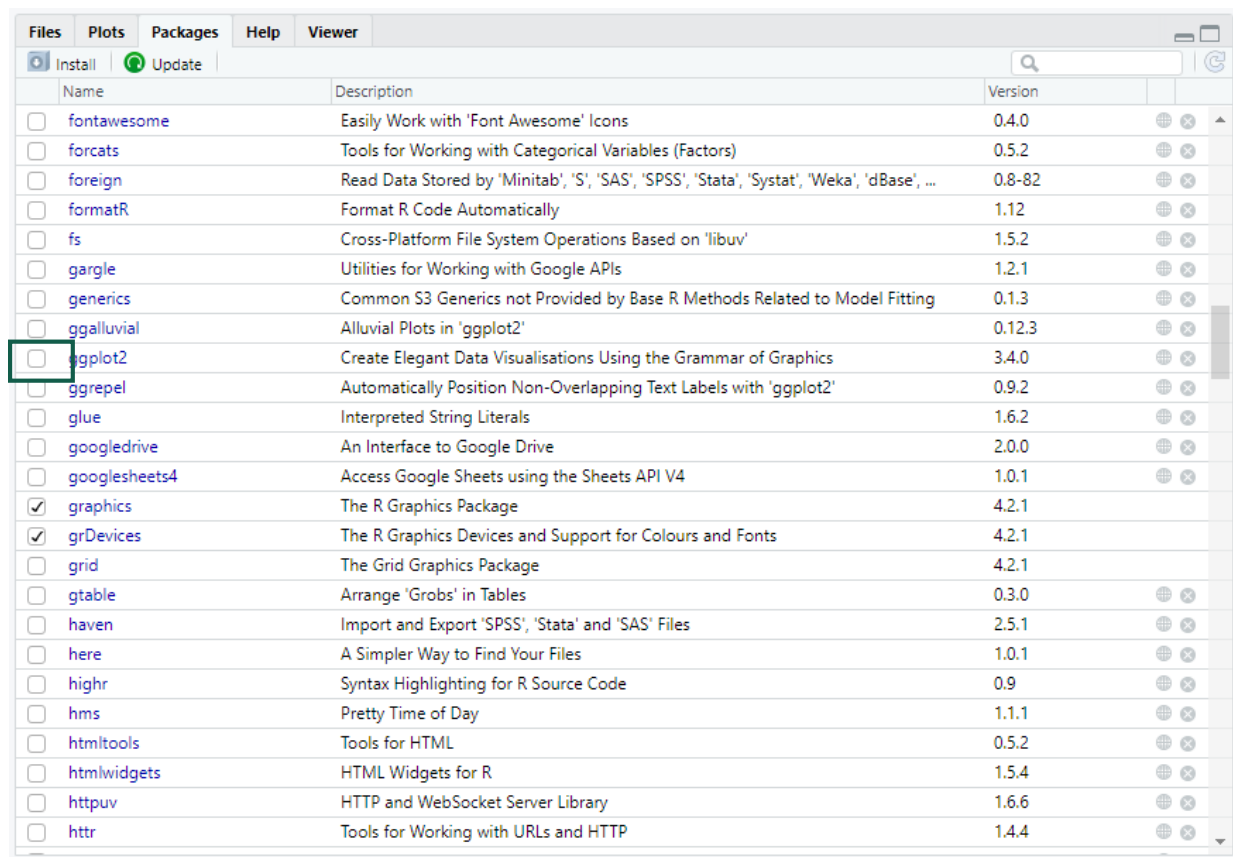 Files Plots Packages Help Viewer
Install Update
Name Description Version
fontawesome Easily Work with 'Font Awesome' Icons 0.4.0
forcats Tools for Working with Categorical Variables (Factors) 0.5.2
foreign Read Data Stored by 'Minitab', 'S', 'SAS', 'SPSS', 'Stata', 'Systat', 'Weka', 'dBase', ... 0.8-82
formatR Format R Code Automatically 1.12
fs Cross-Platform File System Operations Based on 'libuv' 1.5.2
gargle Utilities for Working with Google APIs 1.2.1
generics Common S3 Generics not Provided by Base R Methods Related to Model Fitting 0.1.3
ggalluvial Alluvial Plots in 'ggplot2' 0.12.3
ggplot2 Create Elegant Data Visualisations Using the Grammar of Graphics 3.4.0
ggrepel Automatically Position Non-Overlapping Text Labels with 'ggplot2' 0.9.2
glue Interpreted String Literals 1.6.2
googledrive An Interface to Google Drive 2.0.0
googlesheets4 Access Google Sheets using the Sheets API V4 1.0.1
graphics The R Graphics Package 4.2.1
grDevices The R Graphics Devices and Support for Colours and Fonts 4.2.1
grid The Grid Graphics Package 4.2.1
gtable Arrange 'Grobs' in Tables 0.3.0
haven Import and Export 'SPSS', 'Stata' and 'SAS' Files 2.5.1
here A Simpler Way to Find Your Files 1.0.1
highr Syntax Highlighting for R Source Code 0.9
hms Pretty Time of Day 1.1.1
htmltools Tools for HTML 0.5.2
htmlwidgets HTML Widgets for R 1.5.4
httpuv HTTP and WebSocket Server Library 1.6.6
httr Tools for Working with URLs and HTTP 1.4.4